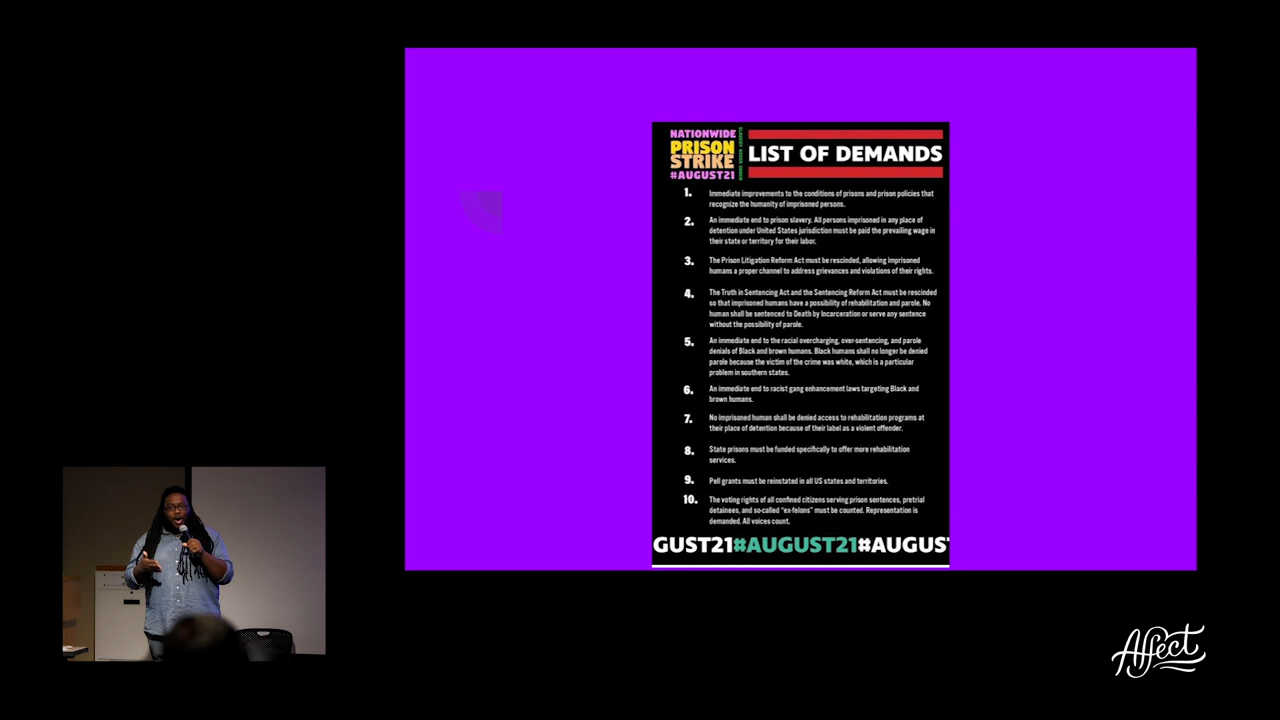 NATIONWIDE
PRISON
STRIKE
#AUGUST21
LIST OF DEMANDS
1. Immediate improvements to the conditions of prisons and prison policies that
recognize the humanity of imprisoned persons.
2. An immediate end to prison slavery. All persons imprisoned in any place of
detention under United States jurisdiction must be paid the prevailing wage in
their state or territory for their labor.
3. The Prison Litigation Reform Act must be rescinded, allowing imprisoned
humans a proper channel to address grievances and violations of their rights.
4. The Truth in Sentencing Act and the Sentencing Reform Act must be rescinded
so that imprisoned humans have a possibility of rehabilitation and parole. No
human shall be sentenced to Death by Incarceration or serve any sentence
without the possibility of parole.
5. An immediate end to the racial overcharging, over-sentencing, and parole
denials of Black and brown humans. Black humans shall no longer be denied
parole because the victim of the crime was white, which is a particular
problem in southern states.
6. An immediate end to racist gang enhancement laws targeting Black and
brown humans.
7. No imprisoned human shall be denied access to rehabilitation programs at
their place of detention because of their label as a violent offender.
8. State prisons must be funded specifically to offer more rehabilitation
services.
9. Pell grants must be reinstated in all US states and territories.
10. The voting rights of all confined citizens serving prison sentences, pretrial
detainees, and so-called "ex-felons" must be counted. Representation is
demanded. All voices count.
GUST21#AUGUST21#AUGUS
Affect